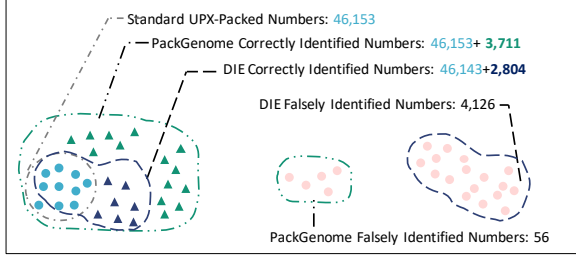 Standard UPX-Packed Numbers: 46,153
PackGenome Correctly Identified Numbers: 46,153+ 3,711
DIE Correctly Identified Numbers: 46,143+2,804
DIE Falsely Identified Numbers: 4,126
PackGenome Falsely Identified Numbers: 56